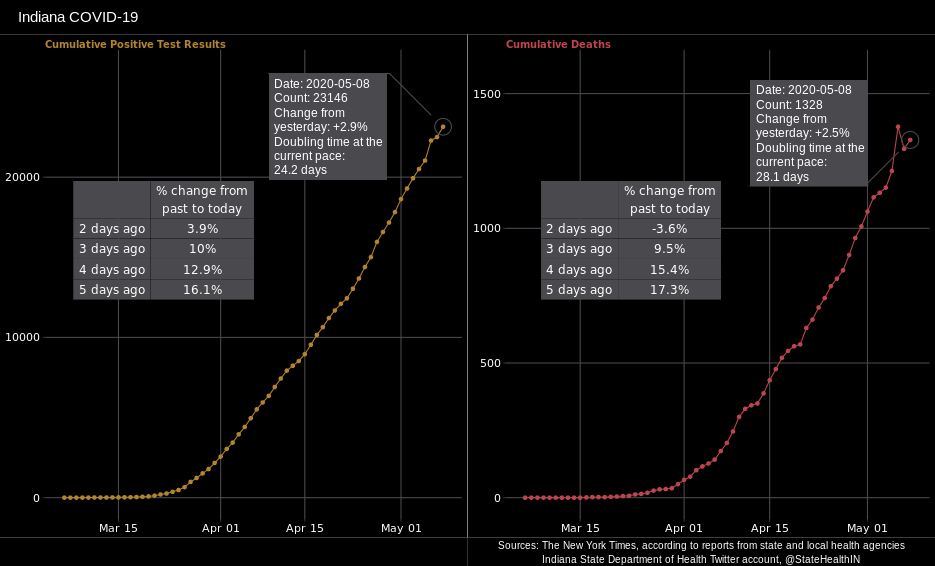 Indiana COVID-19
Cumulative Positive Test Results
Date: 2020-05-08
Count: 23146
Change from
yesterday: +2.9%
Doubling time at the
current pace:
24.2 days
% change from
past to today
2 days ago 3.9%
3 days ago 10%
4 days ago 12.9%
5 days ago 16.1%
20000
10000
0
Mar 15 Apr 01 Apr 15 May 01
Cumulative Deaths
Date: 2020-05-08
Count: 1328
Change from
yesterday: +2.5%
Doubling time at the
current pace:
28.1 days
% change from
past to today
2 days ago -3.6%
3 days ago 9.5%
4 days ago 15.4%
5 days ago 17.3%
1500
1000
500
0
Mar 15 Apr 01 Apr 15 May 01
Sources: The New York Times, according to reports from state and local health agencies
Indiana State Department of Health Twitter account, @StateHealthIN